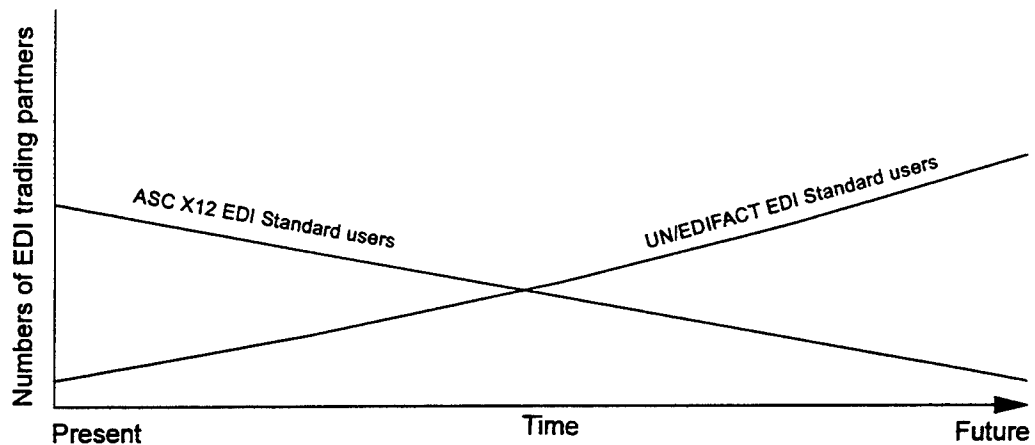 Numbers of EDI trading partners
ASC X12 EDI Standard users
UN/EDIFACT EDI Standard users
Present
Time
Future